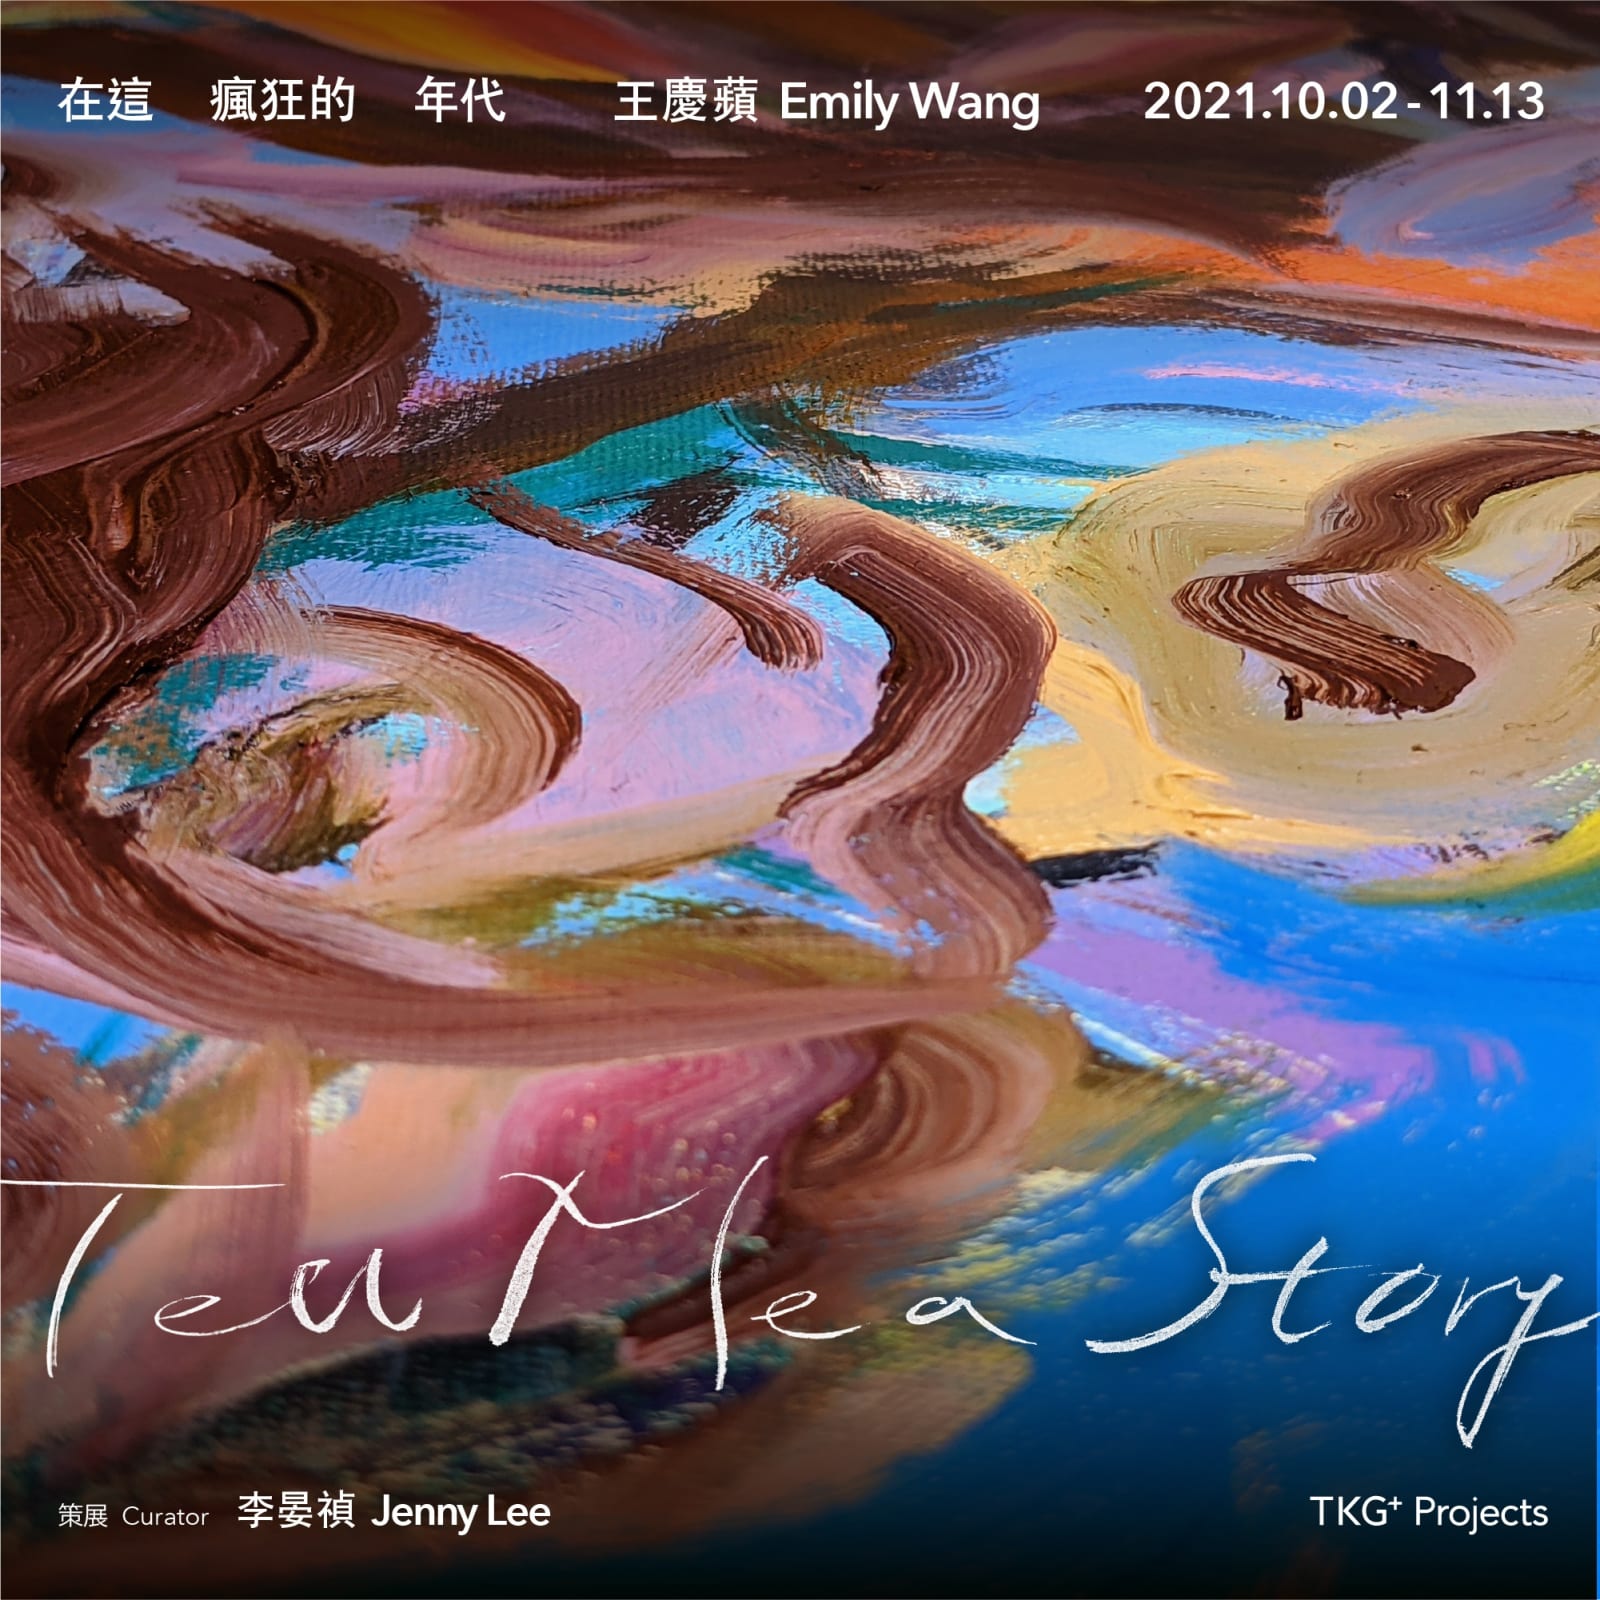 在這 瘋狂的 年代 王慶蘋 Emily Wang 2021.10.02 - 11.13
Tell Me a Story
策展 Curator 李晏禎 Jenny Lee TKG+ Projects